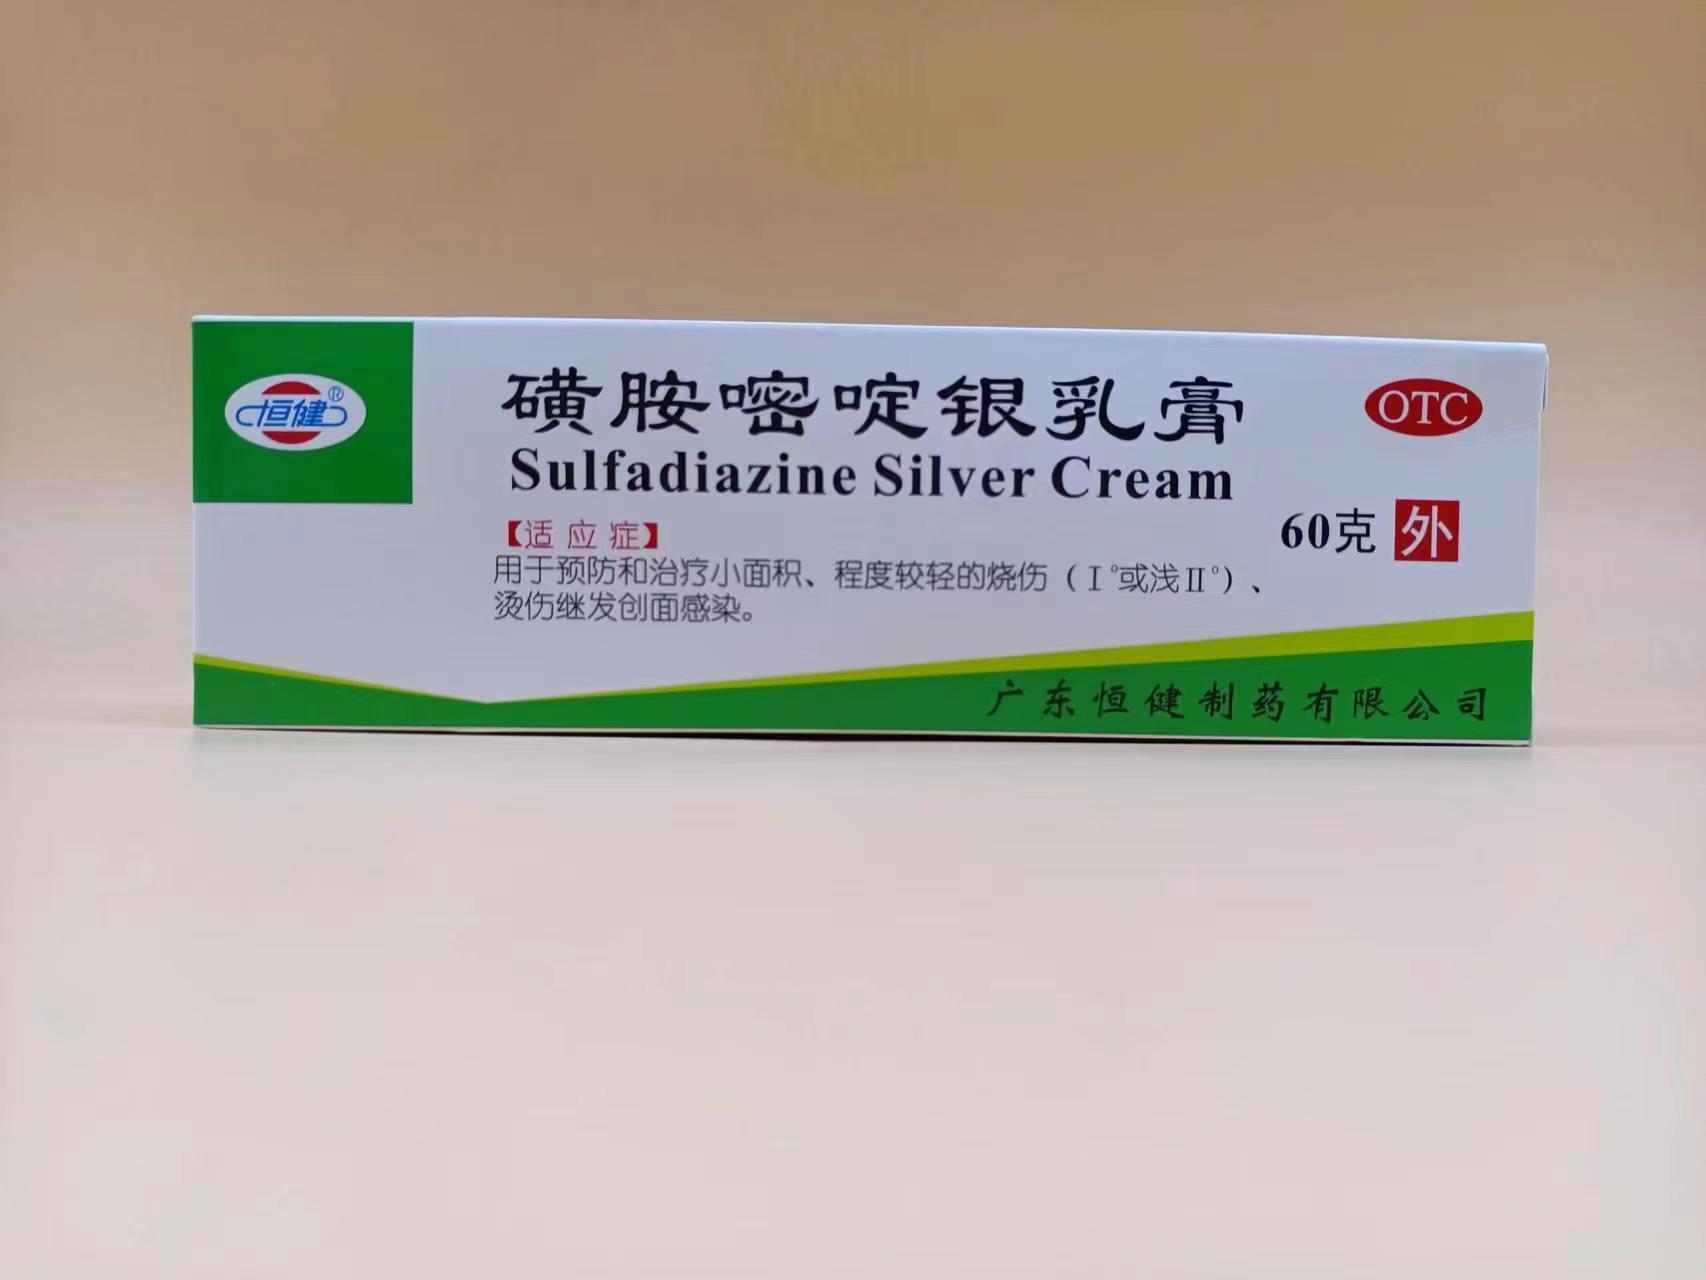 恒健®
磺胺嘧啶银乳膏
OTC
Sulfadiazine Silver Cream
60克 外
【适应症】
用于预防和治疗小面积、程度较轻的烧伤（Ⅰ°或浅Ⅱ°）、
烫伤继发创面感染。
广东恒健制药有限公司